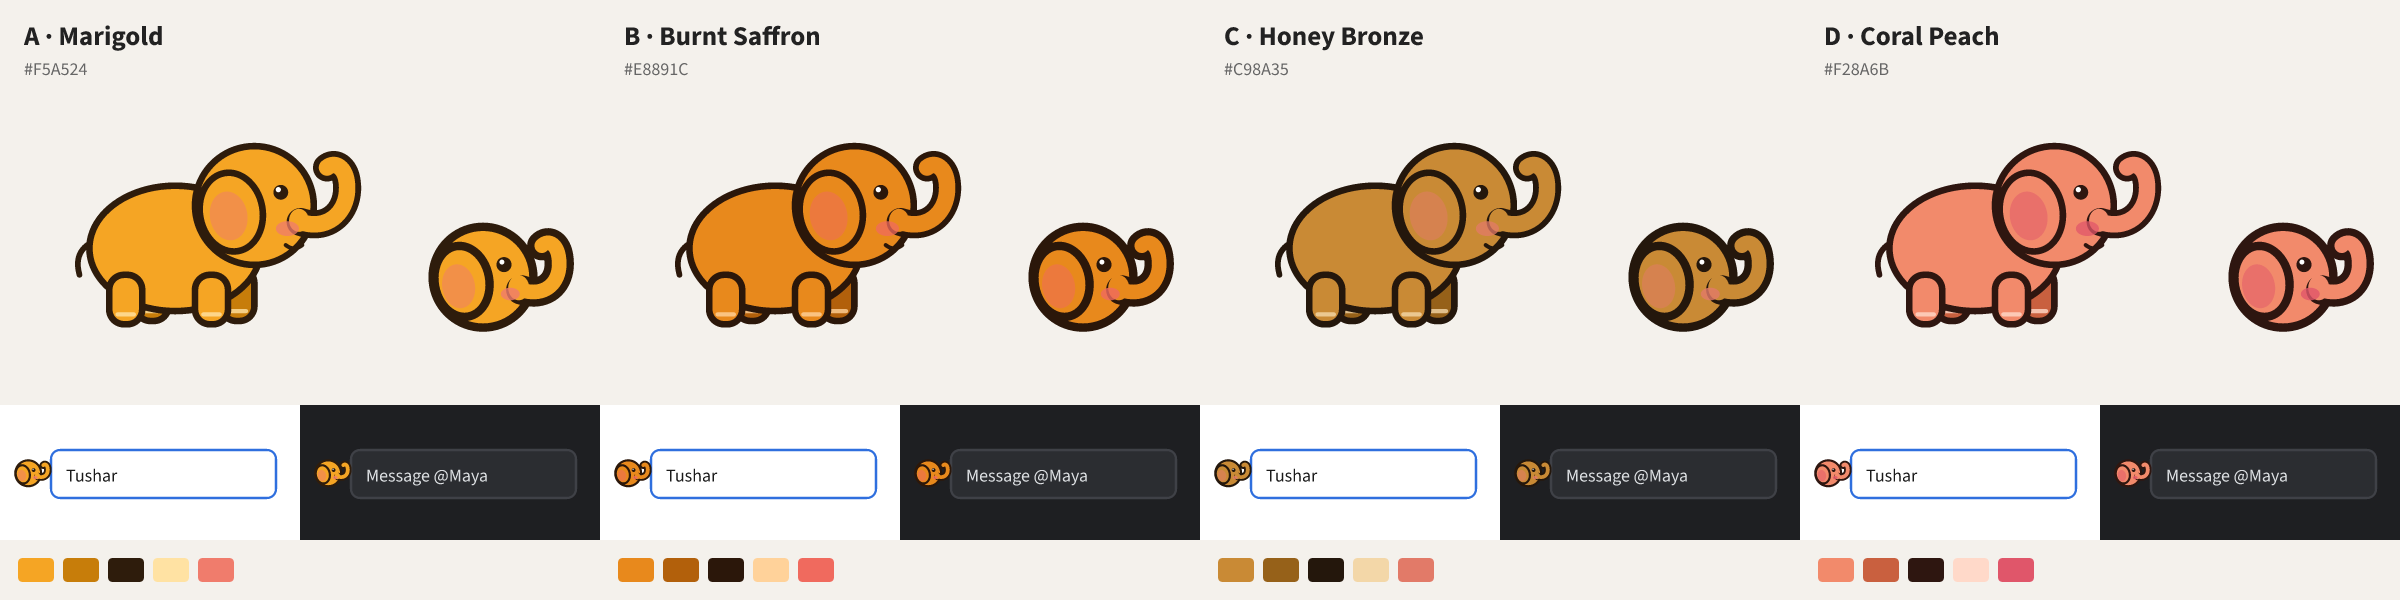 A · Marigold
#F5A524
Tushar
Message @Maya
B · Burnt Saffron
#E8891C
Tushar
Message @Maya
C · Honey Bronze
#C98A35
Tushar
Message @Maya
D · Coral Peach
#F28A6B
Tushar
Message @Maya